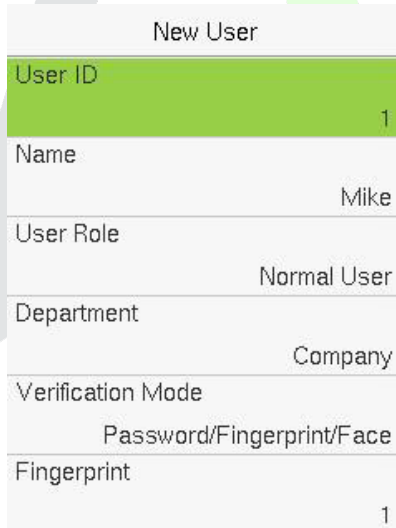 New User
User ID
1
Name
Mike
User Role
Normal User
Department
Company
Verification Mode
Password/Fingerprint/Face
Fingerprint
1